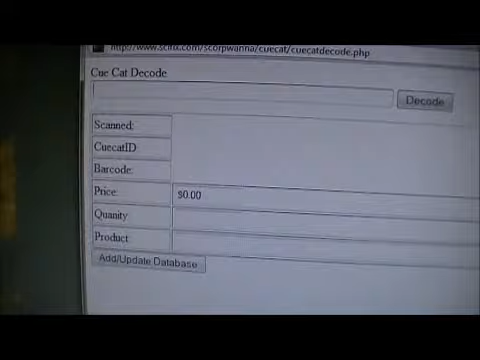 http://www.scifix.com/scorpwanna/cuecat/cuecatdecode.php
Cue Cat Decode
Decode
Scanned:
CuecatID
Barcode:
Price: $0.00
Quanity
Product
Add/Update Database